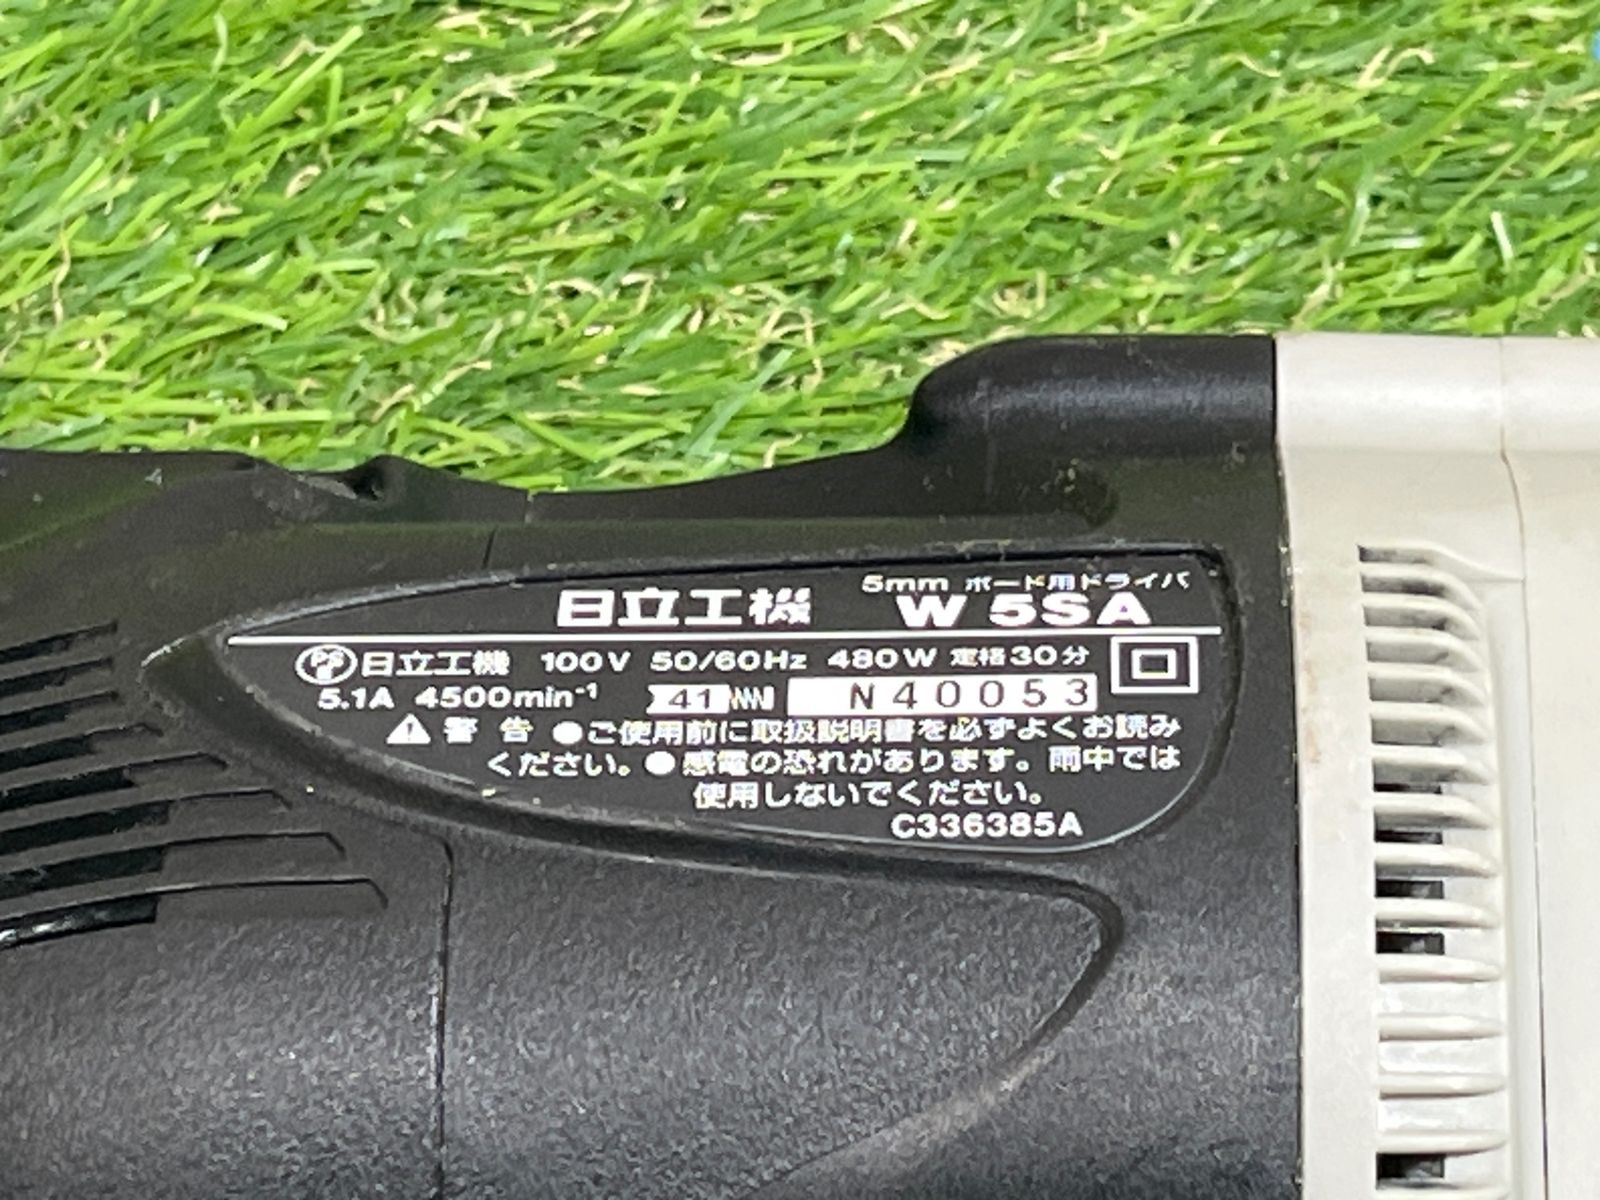 5mm ボード用ドライバ
日立工機 W 5SA
PS 日立工機 100V 50/60Hz 480W 定格30分
5.1A 4500min⁻¹ 41 N40053
警告 ●ご使用前に取扱説明書を必ずよくお読み
ください。●感電の恐れがあります。雨中では
使用しないでください。
C336385A